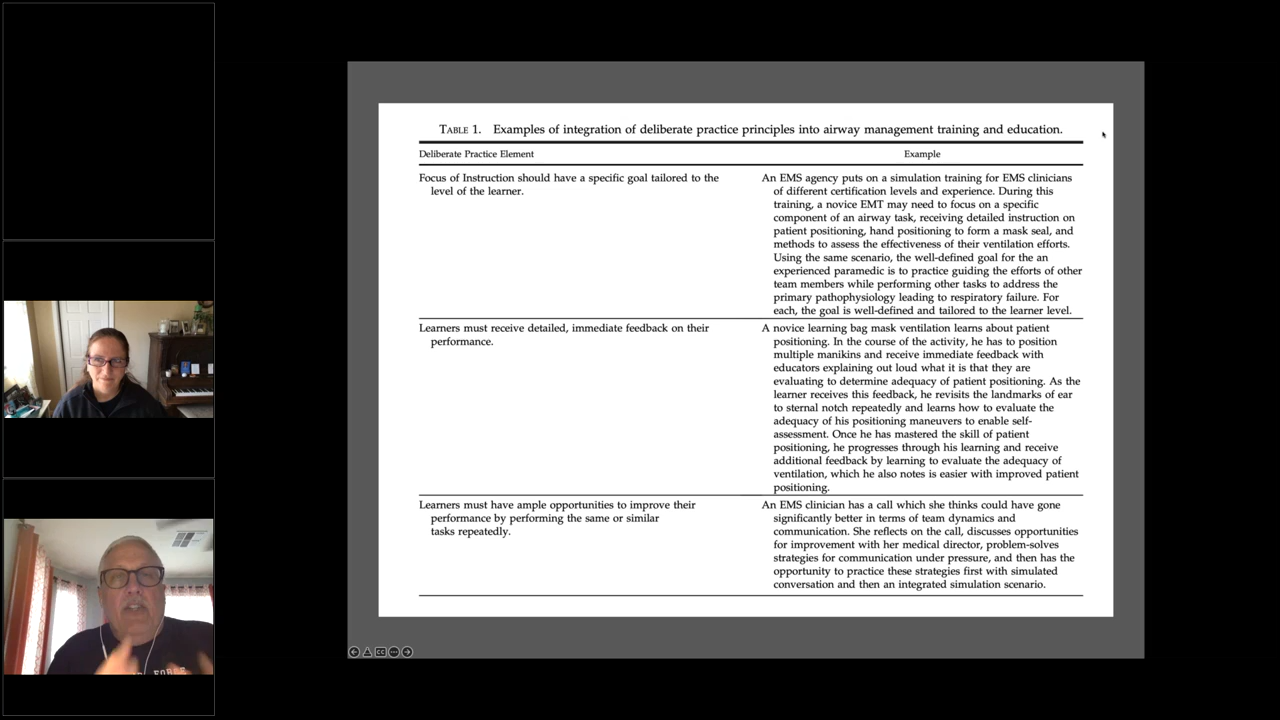 TABLE 1. Examples of integration of deliberate practice principles into airway management training and education.
Deliberate Practice Element
Example
Focus of Instruction should have a specific goal tailored to the
level of the learner.
An EMS agency puts on a simulation training for EMS clinicians
of different certification levels and experience. During this
training, a novice EMT may need to focus on a specific
component of an airway task, receiving detailed instruction on
patient positioning, hand positioning to form a mask seal, and
methods to assess the effectiveness of their ventilation efforts.
Using the same scenario, the well-defined goal for the an
experienced paramedic is to practice guiding the efforts of other
team members while performing other tasks to address the
primary pathophysiology leading to respiratory failure. For
each, the goal is well-defined and tailored to the learner level.
Learners must receive detailed, immediate feedback on their
performance.
A novice learning bag mask ventilation learns about patient
positioning. In the course of the activity, he has to position
multiple manikins and receive immediate feedback with
educators explaining out loud what it is that they are
evaluating to determine adequacy of patient positioning. As the
learner receives this feedback, he revisits the landmarks of ear
to sternal notch repeatedly and learns how to evaluate the
adequacy of his positioning maneuvers to enable self-
assessment. Once he has mastered the skill of patient
positioning, he progresses through his learning and receive
additional feedback by learning to evaluate the adequacy of
ventilation, which he also notes is easier with improved patient
positioning.
Learners must have ample opportunities to improve their
performance by performing the same or similar
tasks repeatedly.
An EMS clinician has a call which she thinks could have gone
significantly better in terms of team dynamics and
communication. She reflects on the call, discusses opportunities
for improvement with her medical director, problem-solves
strategies for communication under pressure, and then has the
opportunity to practice these strategies first with simulated
conversation and then an integrated simulation scenario.
CC
FORCE